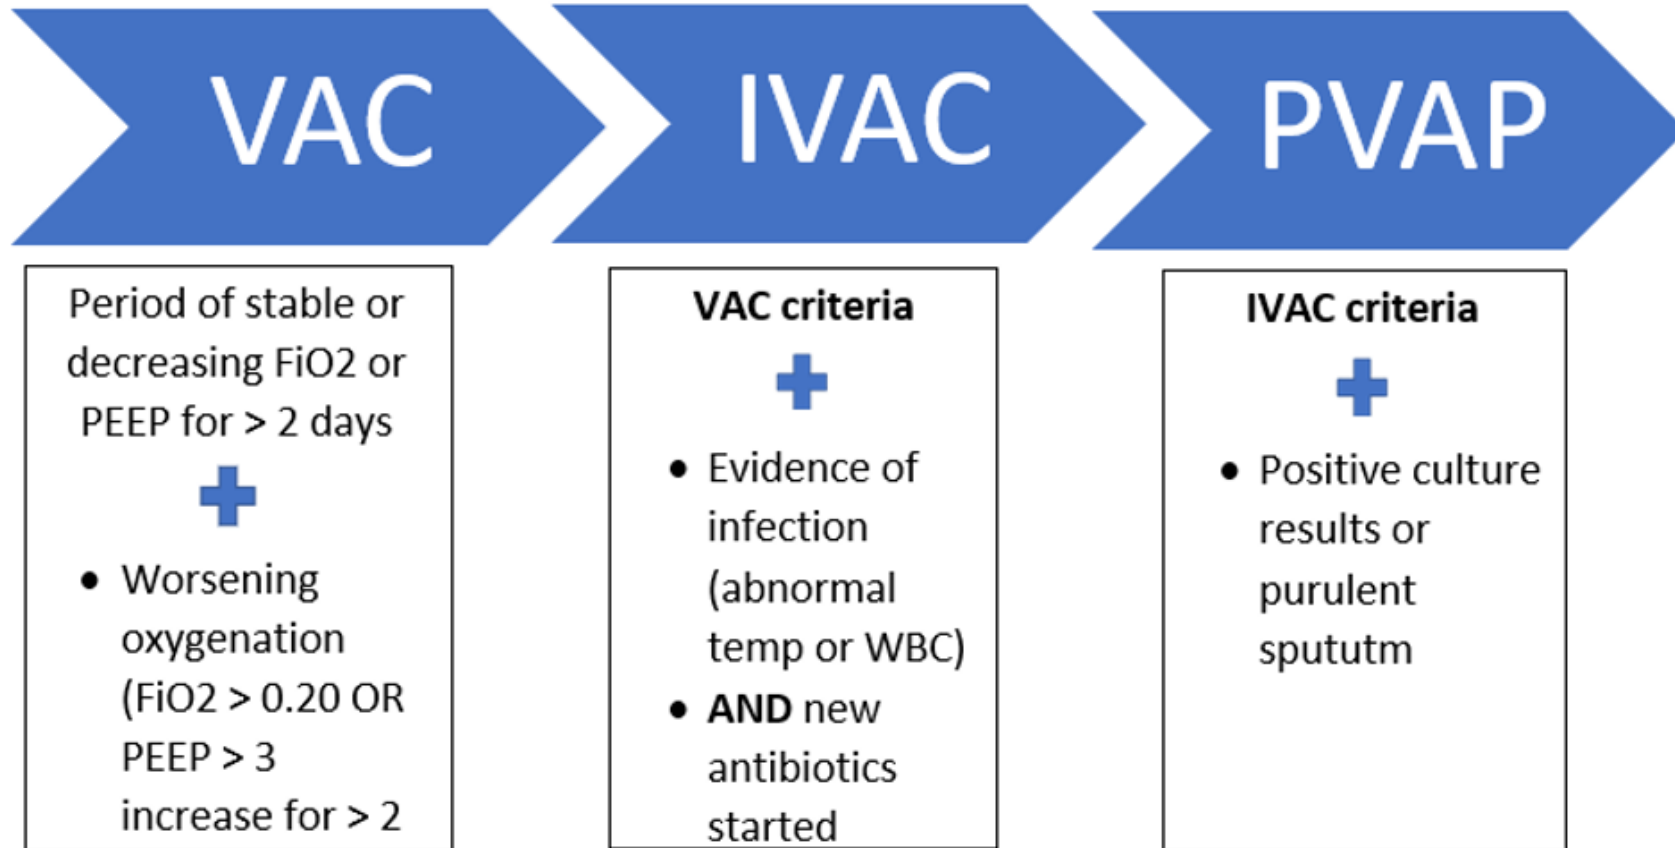 VAC
IVAC
PVAP
Period of stable or
decreasing FiO2 or
PEEP for > 2 days
• Worsening
oxygenation
(FiO2 > 0.20 OR
PEEP > 3
increase for > 2
VAC criteria
• Evidence of
infection
(abnormal
temp or WBC)
• AND new
antibiotics
started
IVAC criteria
• Positive culture
results or
purulent
spututm